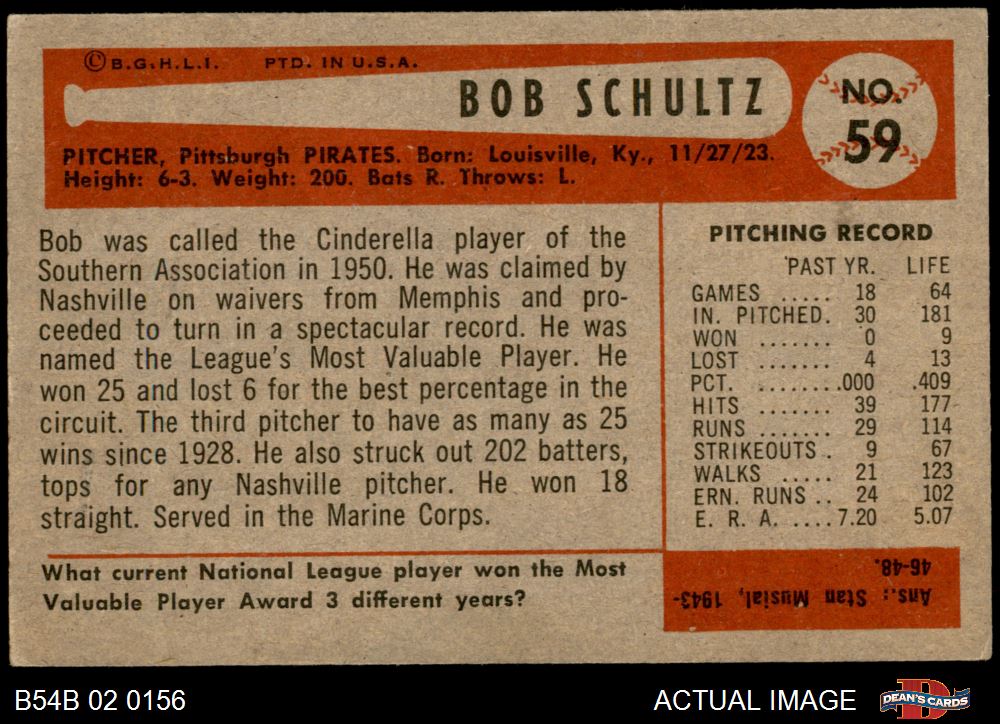 © B.G.H.L.I. PTD. IN U.S.A.
BOB SCHULTZ
NO.
59
PITCHER, Pittsburgh PIRATES. Born: Louisville, Ky., 11/27/23.
Height: 6-3. Weight: 200. Bats R. Throws: L.
Bob was called the Cinderella player of the
Southern Association in 1950. He was claimed by
Nashville on waivers from Memphis and pro-
ceeded to turn in a spectacular record. He was
named the League's Most Valuable Player. He
won 25 and lost 6 for the best percentage in the
circuit. The third pitcher to have as many as 25
wins since 1928. He also struck out 202 batters,
tops for any Nashville pitcher. He won 18
straight. Served in the Marine Corps.
PITCHING RECORD
PAST YR. LIFE
GAMES ..... 18 64
IN. PITCHED. 30 181
WON ....... 0 9
LOST ....... 4 13
PCT. ........ .000 .409
HITS ....... 39 177
RUNS ....... 29 114
STRIKEOUTS . 9 67
WALKS ..... 21 123
ERN. RUNS .. 24 102
E. R. A. .... 7.20 5.07
What current National League player won the Most
Valuable Player Award 3 different years?
Ans.: Stan Musial, 1943-
46-48.
B54B 02 0156
ACTUAL IMAGE
DEAN'S CARDS